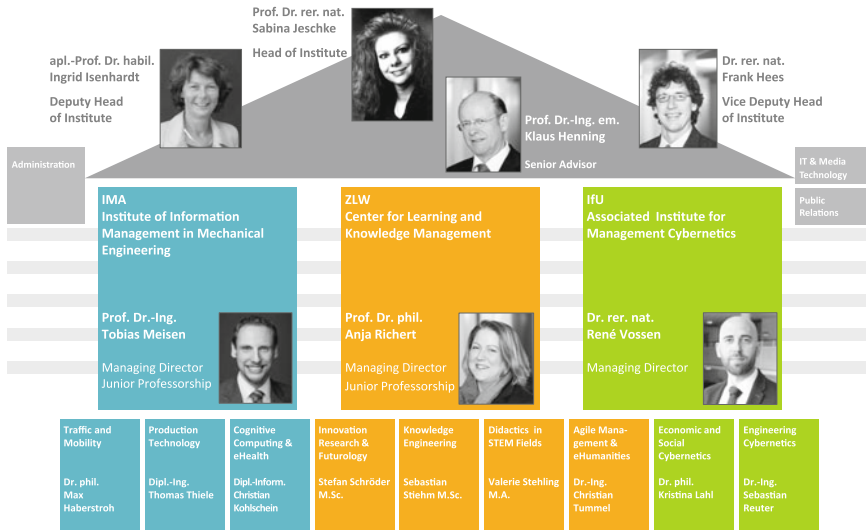 Prof. Dr. rer. nat.
Sabina Jeschke
Head of Institute
apl.-Prof. Dr. habil.
Ingrid Isenhardt
Deputy Head
of Institute
Dr. rer. nat.
Frank Hees
Vice Deputy Head
of Institute
Prof. Dr.-Ing. em.
Klaus Henning
Senior Advisor
Administration
IT & Media
Technology
Public
Relations
IMA
Institute of Information
Management in Mechanical
Engineering
Prof. Dr.-Ing.
Tobias Meisen
Managing Director
Junior Professorship
ZLW
Center for Learning and
Knowledge Management
Prof. Dr. phil.
Anja Richert
Managing Director
Junior Professorship
IfU
Associated Institute for
Management Cybernetics
Dr. rer. nat.
René Vossen
Managing Director
Traffic and
Mobility
Dr. phil.
Max
Haberstroh
Production
Technology
Dipl.-Ing.
Thomas Thiele
Cognitive
Computing &
eHealth
Dipl.-Inform.
Christian
Kohlschein
Innovation
Research &
Futurology
Stefan Schröder
M.Sc.
Knowledge
Engineering
Sebastian
Stiehm M.Sc.
Didactics in
STEM Fields
Valerie Stehling
M.A.
Agile Mana-
gement &
eHumanities
Dr.-Ing.
Christian
Tummel
Economic and
Social
Cybernetics
Dr. phil.
Kristina Lahl
Engineering
Cybernetics
Dr.-Ing.
Sebastian
Reuter